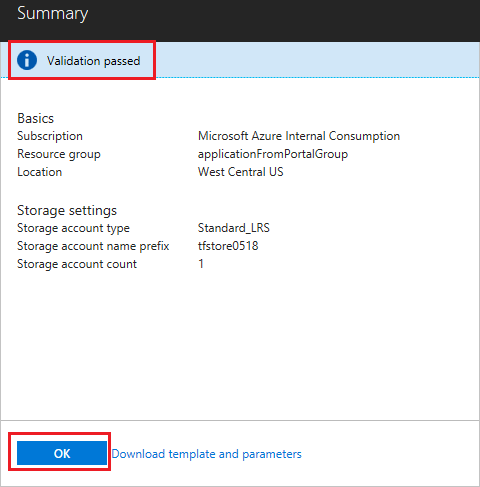 Summary
Validation passed
Basics
Subscription Microsoft Azure Internal Consumption
Resource group applicationFromPortalGroup
Location West Central US
Storage settings
Storage account type Standard_LRS
Storage account name prefix tfstore0518
Storage account count 1
OK Download template and parameters